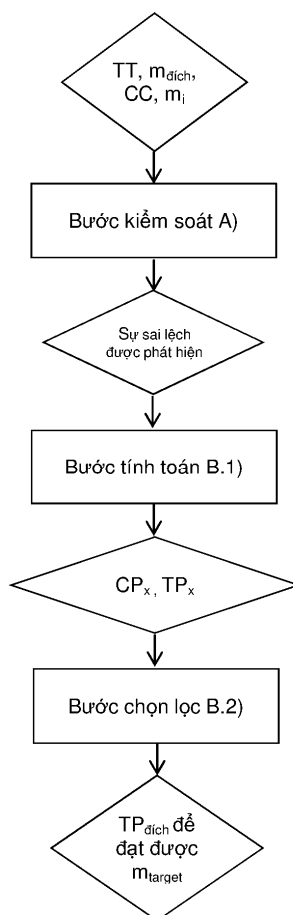 TT, mđích,
CC, mi
Bước kiểm soát A)
Sự sai lệch
được phát hiện
Bước tính toán B.1)
CPx, TPx
Bước chọn lọc B.2)
TPđích để
đạt được
mtarget